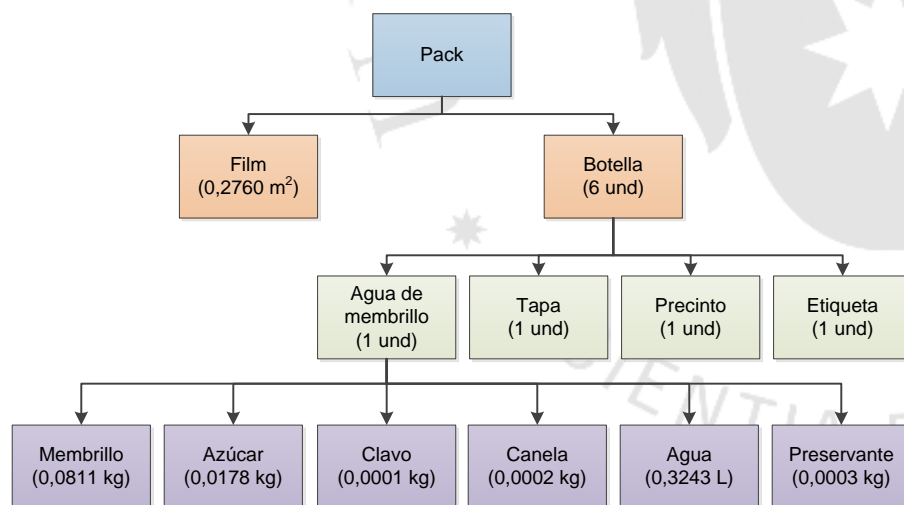 Pack
Film
(0,2760 m²)
Botella
(6 und)
Agua de
membrillo
(1 und)
Tapa
(1 und)
Precinto
(1 und)
Etiqueta
(1 und)
Membrillo
(0,0811 kg)
Azúcar
(0,0178 kg)
Clavo
(0,0001 kg)
Canela
(0,0002 kg)
Agua
(0,3243 L)
Preservante
(0,0003 kg)